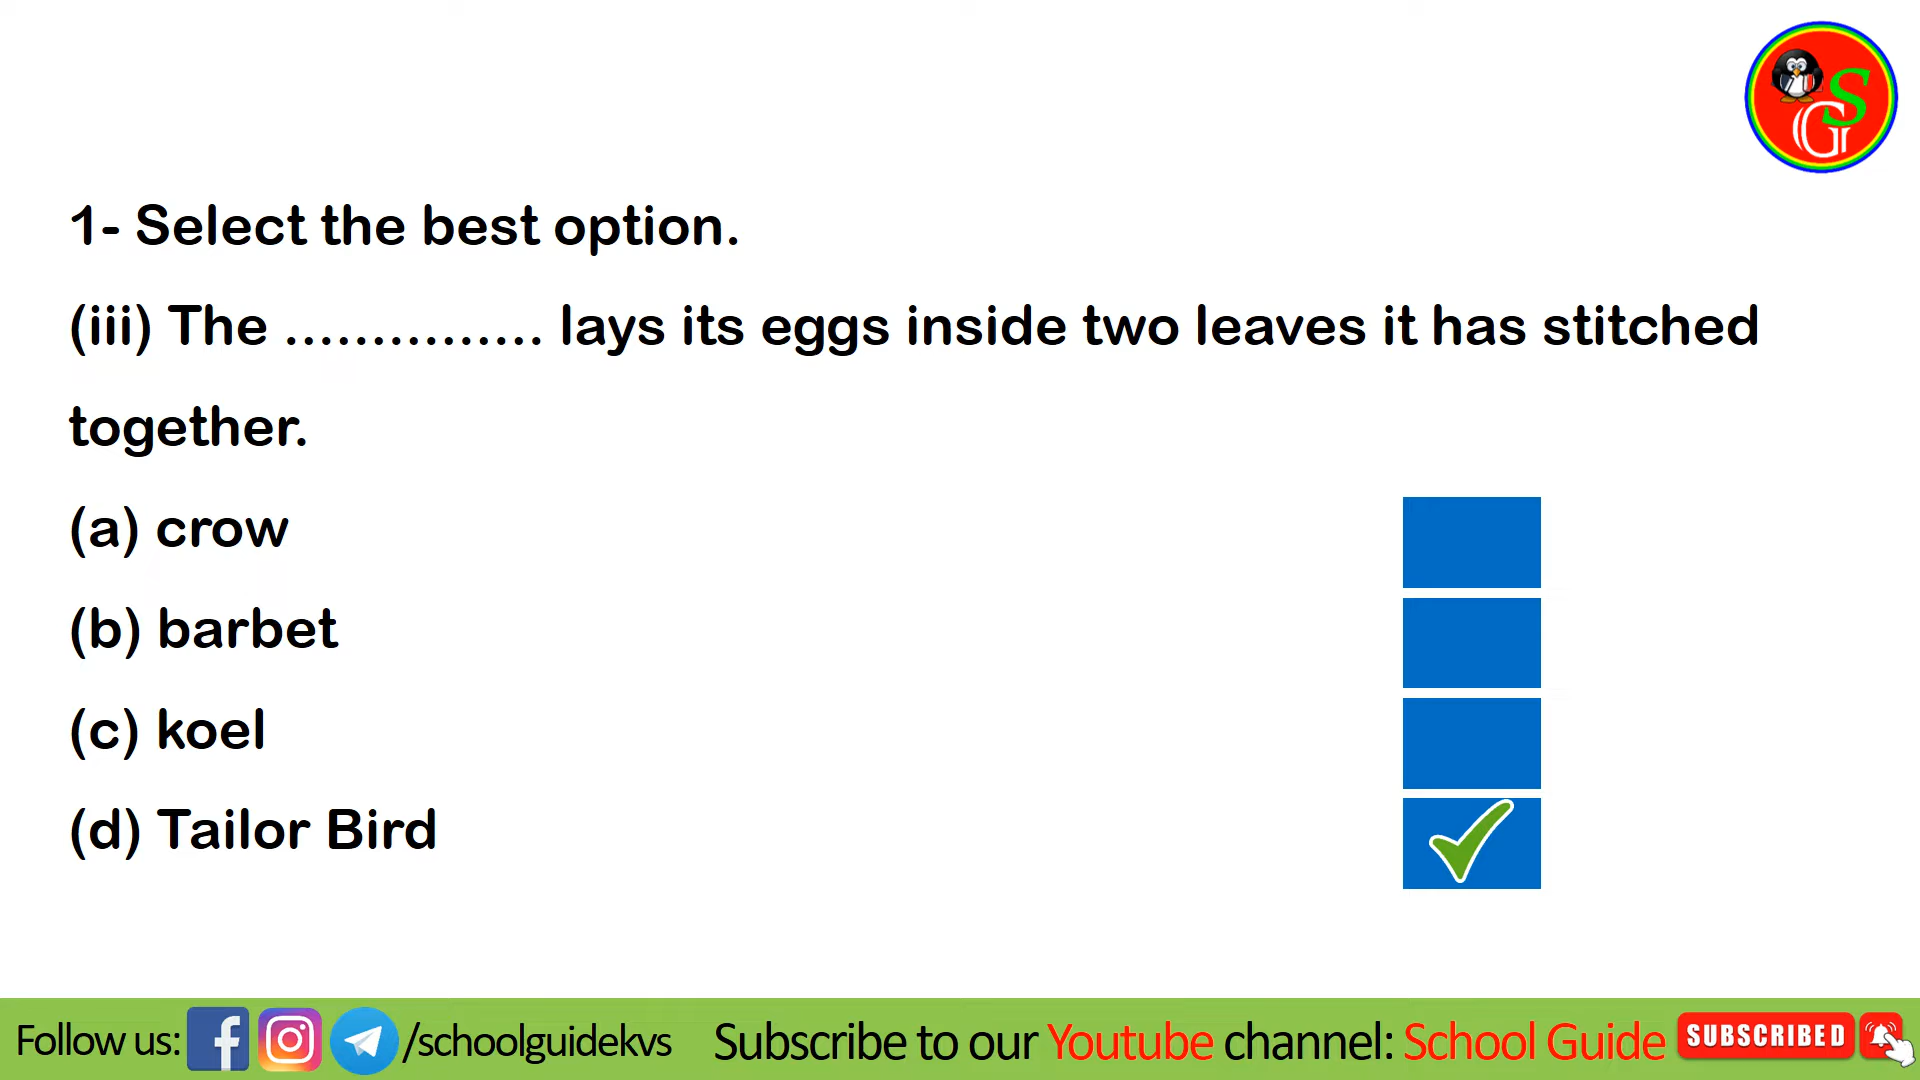 SG
1- Select the best option.
(iii) The ............... lays its eggs inside two leaves it has stitched
together.
(a) crow
(b) barbet
(c) koel
(d) Tailor Bird
Follow us: /schoolguidekvs Subscribe to our Youtube channel: School Guide SUBSCRIBED